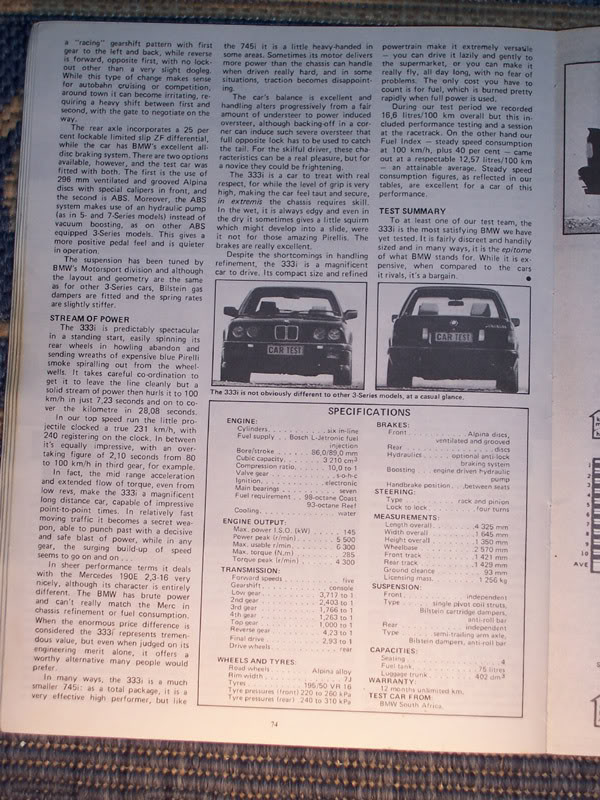 a "racing" gearshift pattern with first
gear to the left and back, while reverse
is forward, opposite first, with no lock-
out other than a very slight dogleg.
While this type of change makes sense
for autobahn cruising or competition,
around town it can become irritating, re-
quiring a heavy shift between first and
second, with the gate to negotiate on the
way.
The rear axle incorporates a 25 per
cent lockable limited slip ZF differential,
while the car has BMW's excellent all-
disc braking system. There are two options
available, however, and the test car was
fitted with both. The first is the use of
296 mm ventilated and grooved Alpina
discs with special calipers in front, and
the second is ABS. Moreover, the ABS
system makes use of an hydraulic pump
(as in 5- and 7-Series models) instead of
vacuum boosting, as on other ABS
equipped 3-Series models. This gives a
more positive pedal feel and is quieter
in operation.
The suspension has been tuned by
BMW's Motorsport division and although
the layout and geometry are the same
as for other 3-Series cars, Bilstein gas
dampers are fitted and the spring rates
are slightly stiffer.
STREAM OF POWER
The 333i is predictably spectacular
in a standing start, easily spinning its
rear wheels in howling abandon and
sending wreaths of expensive blue Pirelli
smoke spiralling out from the wheel-
wells. It takes careful co-ordination to
get it to leave the line cleanly but a
solid stream of power then hurls it to 100
km/h in just 7,23 seconds and on to co-
ver the kilometre in 28,08 seconds.
In our top speed run the little pro-
jectile clocked a true 231 km/h, with
240 registering on the clock. In between
it's equally impressive, with an over-
taking figure of 2,10 seconds from 80
to 100 km/h in third gear, for example.
In fact, the mid range acceleration
and extended flow of torque, even from
low revs, make the 333i a magnificent
long distance car, capable of impressive
point-to-point times. In relatively fast
moving traffic it becomes a secret wea-
pon, able to punch past with a decisive
and safe blast of power, while in any
gear, the surging build-up of speed
seems to go on and on . . .
In sheer performance terms it deals
with the Mercedes 190E 2,3-16 very
nicely, although its character is entirely
different. The BMW has brute power
and can't really match the Merc in
chassis refinement or fuel consumption.
When the enormous price difference is
considered the 333i represents tremen-
dous value, but even when judged on its
engineering merit alone, it offers a
worthy alternative many people would
prefer.
In many ways, the 333i is a much
smaller 745i: as a total package, it is a
very effective high performer, but like
the 745i it is a little heavy-handed in
some areas. Sometimes its motor delivers
more power than the chassis can handle
when driven really hard, and in some
situations, traction becomes disappoint-
ing.
The car's balance is excellent and
handling alters progressively from a fair
amount of understeer to power induced
oversteer, although backing-off in a cor-
ner can induce such severe oversteer that
full opposite lock has to be used to catch
the tail. For the skilful driver, these cha-
racteristics can be a real pleasure, but for
a novice they could be frightening.
The 333i is a car to treat with real
respect, for while the level of grip is very
high, making the car feel taut and secure,
in extremis the chassis requires skill.
In the wet, it is always edgy and even in
the dry it sometimes gives a little squirm
which might develop into a slide, were
it not for those amazing Pirellis. The
brakes are really excellent.
Despite the shortcomings in handling
refinement, the 333i is a magnificent
car to drive. Its compact size and refined
powertrain make it extremely versatile
— you can drive it lazily and gently to
the supermarket, or you can make it
really fly, all day long, with no fear of
problems. The only cost you have to
count is for fuel, which is burned pretty
rapidly when full power is used.
During our test period we recorded
16,6 litres/100 km overall but this in-
cluded performance testing and a session
at the racetrack. On the other hand our
Fuel Index — steady speed consumption
at 100 km/h, plus 40 per cent — came
out at a respectable 12,57 litres/100 km
— an attainable average. Steady speed
consumption figures, as reflected in our
tables, are excellent for a car of this
performance.
TEST SUMMARY
To at least one of our test team, the
333i is the most satisfying BMW we have
yet tested. It is fairly discreet and handily
sized and in many ways, it is the epitome
of what BMW stands for. While it is ex-
pensive, when compared to the cars
it rivals, it's a bargain.
CAR TEST
CAR TEST
The 333i is not obviously different to other 3-Series models, at a casual glance.
SPECIFICATIONS
ENGINE:
Cylinders . . . six in-line
Fuel supply . . Bosch L-Jetronic fuel
injection
Bore/stroke . . . 86,0/89,0 mm
Cubic capacity . . . 3 210 cm³
Compression ratio . . . 10,0 to 1
Valve gear . . . s-o-h-c
Ignition . . . electronic
Main bearings . . . seven
Fuel requirement . . 98-octane Coast
93-octane Reef
Cooling . . . water
ENGINE OUTPUT:
Max. power I.S.O. (kW) . . . 145
Power peak (r/min) . . . 5 500
Max. usable r/min . . . 6 300
Max. torque (N.m) . . . 285
Torque peak (r/min) . . . 4 300
TRANSMISSION:
Forward speeds . . . five
Gearshift . . . console
Low gear . . . 3,717 to 1
2nd gear . . . 2,403 to 1
3rd gear . . . 1,766 to 1
4th gear . . . 1,263 to 1
Top gear . . . 1,000 to 1
Reverse gear . . . 4,23 to 1
Final drive . . . 2,93 to 1
Drive wheels . . . rear
WHEELS AND TYRES:
Road wheels . . . Alpina alloy
Rim width . . . 7J
Tyres . . . 195/50 VR 16
Tyre pressures (front) 220 to 260 kPa
Tyre pressures (rear) 240 to 310 kPa
BRAKES:
Front . . . Alpina discs,
ventilated and grooved
Rear . . . discs
Hydraulics . . . optional anti-lock
braking system
Boosting . . . engine driven hydraulic
pump
Handbrake position . . . between seats
STEERING:
Type . . . rack and pinion
Lock to lock . . . four turns
MEASUREMENTS:
Length overall . . . 4 325 mm
Width overall . . . 1 645 mm
Height overall . . . 1 350 mm
Wheelbase . . . 2 570 mm
Front track . . . 1 421 mm
Rear track . . . 1 429 mm
Ground clearance . . . 93 mm
Licensing mass . . . 1 256 kg
SUSPENSION:
Front . . . independent
Type . . . single pivot coil struts,
Bilstein cartridge dampers,
anti-roll bar
Rear . . . independent
Type . . . semi-trailing arm axle,
Bilstein dampers, anti-roll bar
CAPACITIES:
Seating . . . 4
Fuel tank . . . 76 litres
Luggage trunk . . . 402 dm³
WARRANTY:
12 months unlimited km.
TEST CAR FROM
BMW South Africa.
74
AVE